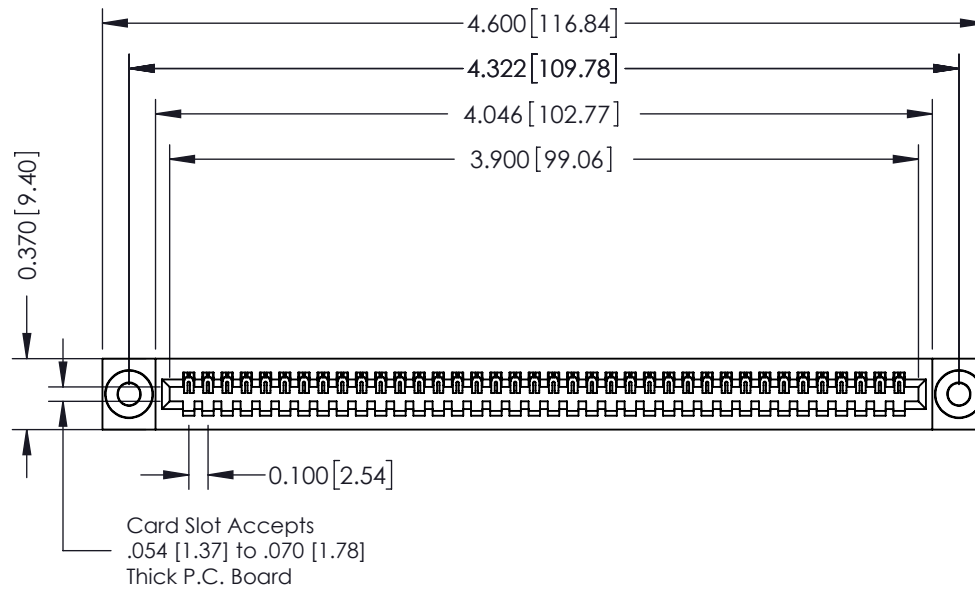 4.600 [116.84]
4.322 [109.78]
4.046 [102.77]
3.900 [99.06]
0.370 [9.40]
0.100 [2.54]
Card Slot Accepts
.054 [1.37] to .070 [1.78]
Thick P.C. Board